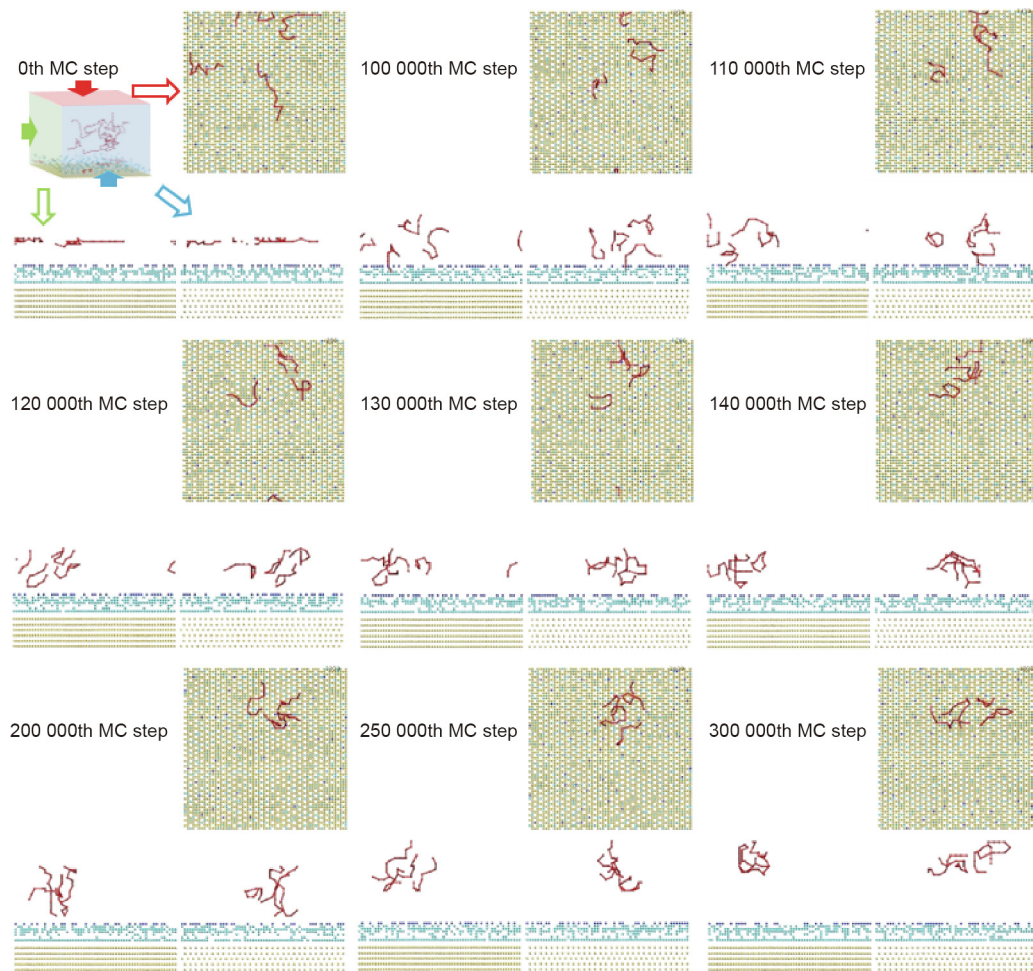 0th MC step
100 000th MC step
110 000th MC step
120 000th MC step
130 000th MC step
140 000th MC step
200 000th MC step
250 000th MC step
300 000th MC step